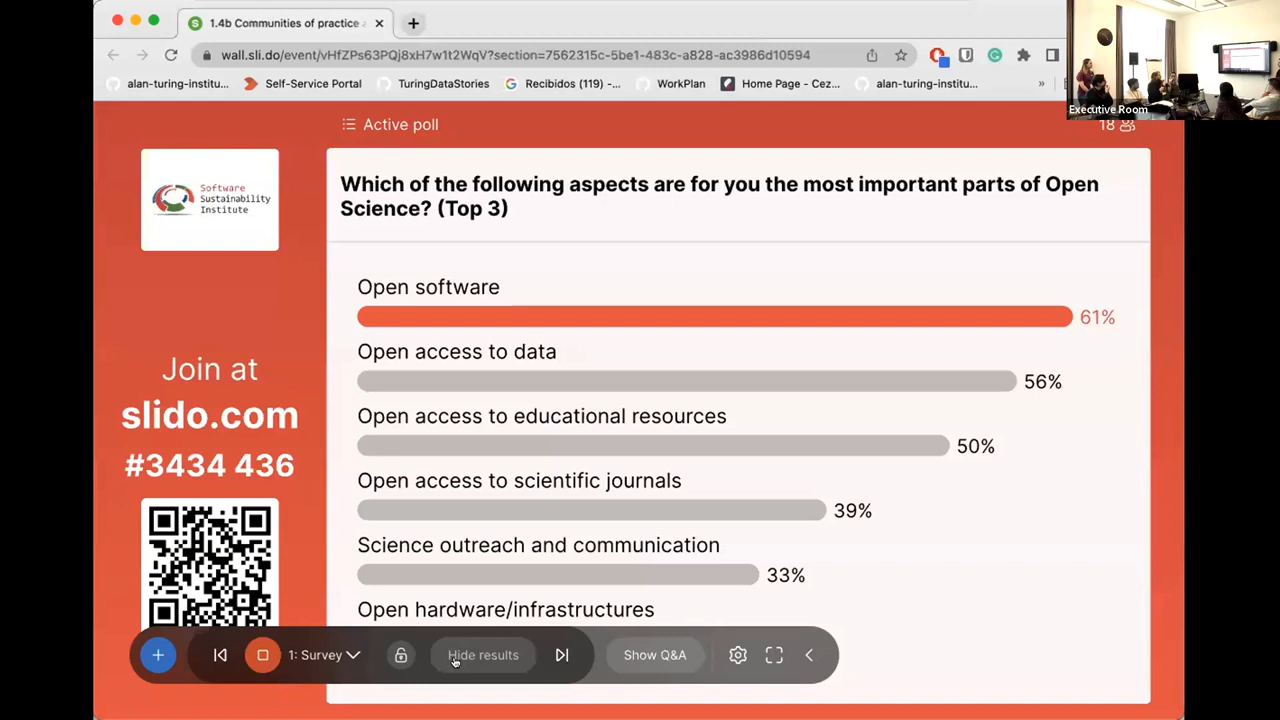 1.4b Communities of practice
wall.sli.do/event/vHfZPs63PQj8xH7w1t2WqV?section=7562315c-5be1-483c-a828-ac3986d10594
alan-turing-institu...
Self-Service Portal
TuringDataStories
Recibidos (119) -...
WorkPlan
Home Page - Cez...
alan-turing-institu...
»
Executive Room
Active poll
18
Software
Sustainability
Institute
Which of the following aspects are for you the most important parts of Open
Science? (Top 3)
Open software
61%
Open access to data
56%
Open access to educational resources
50%
Open access to scientific journals
39%
Science outreach and communication
33%
Open hardware/infrastructures
Join at
slido.com
#3434 436
1: Survey
Hide results
Show Q&A